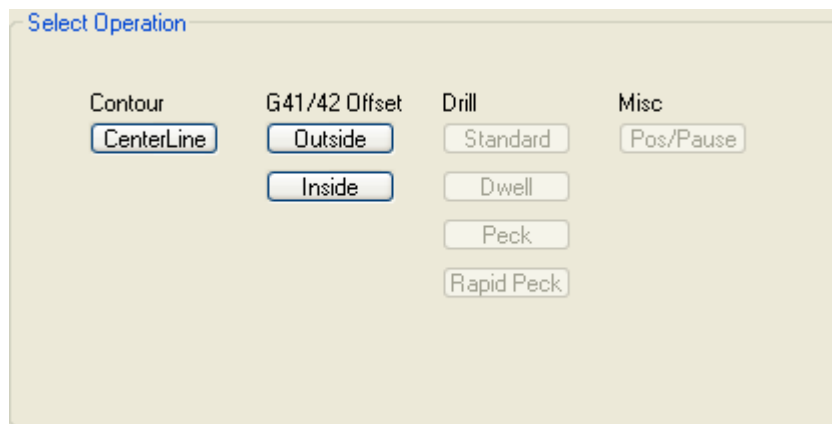 Select Operation
Contour G41/42 Offset Drill Misc
CenterLine Outside Standard Pos/Pause
Inside Dwell
Peck
Rapid Peck